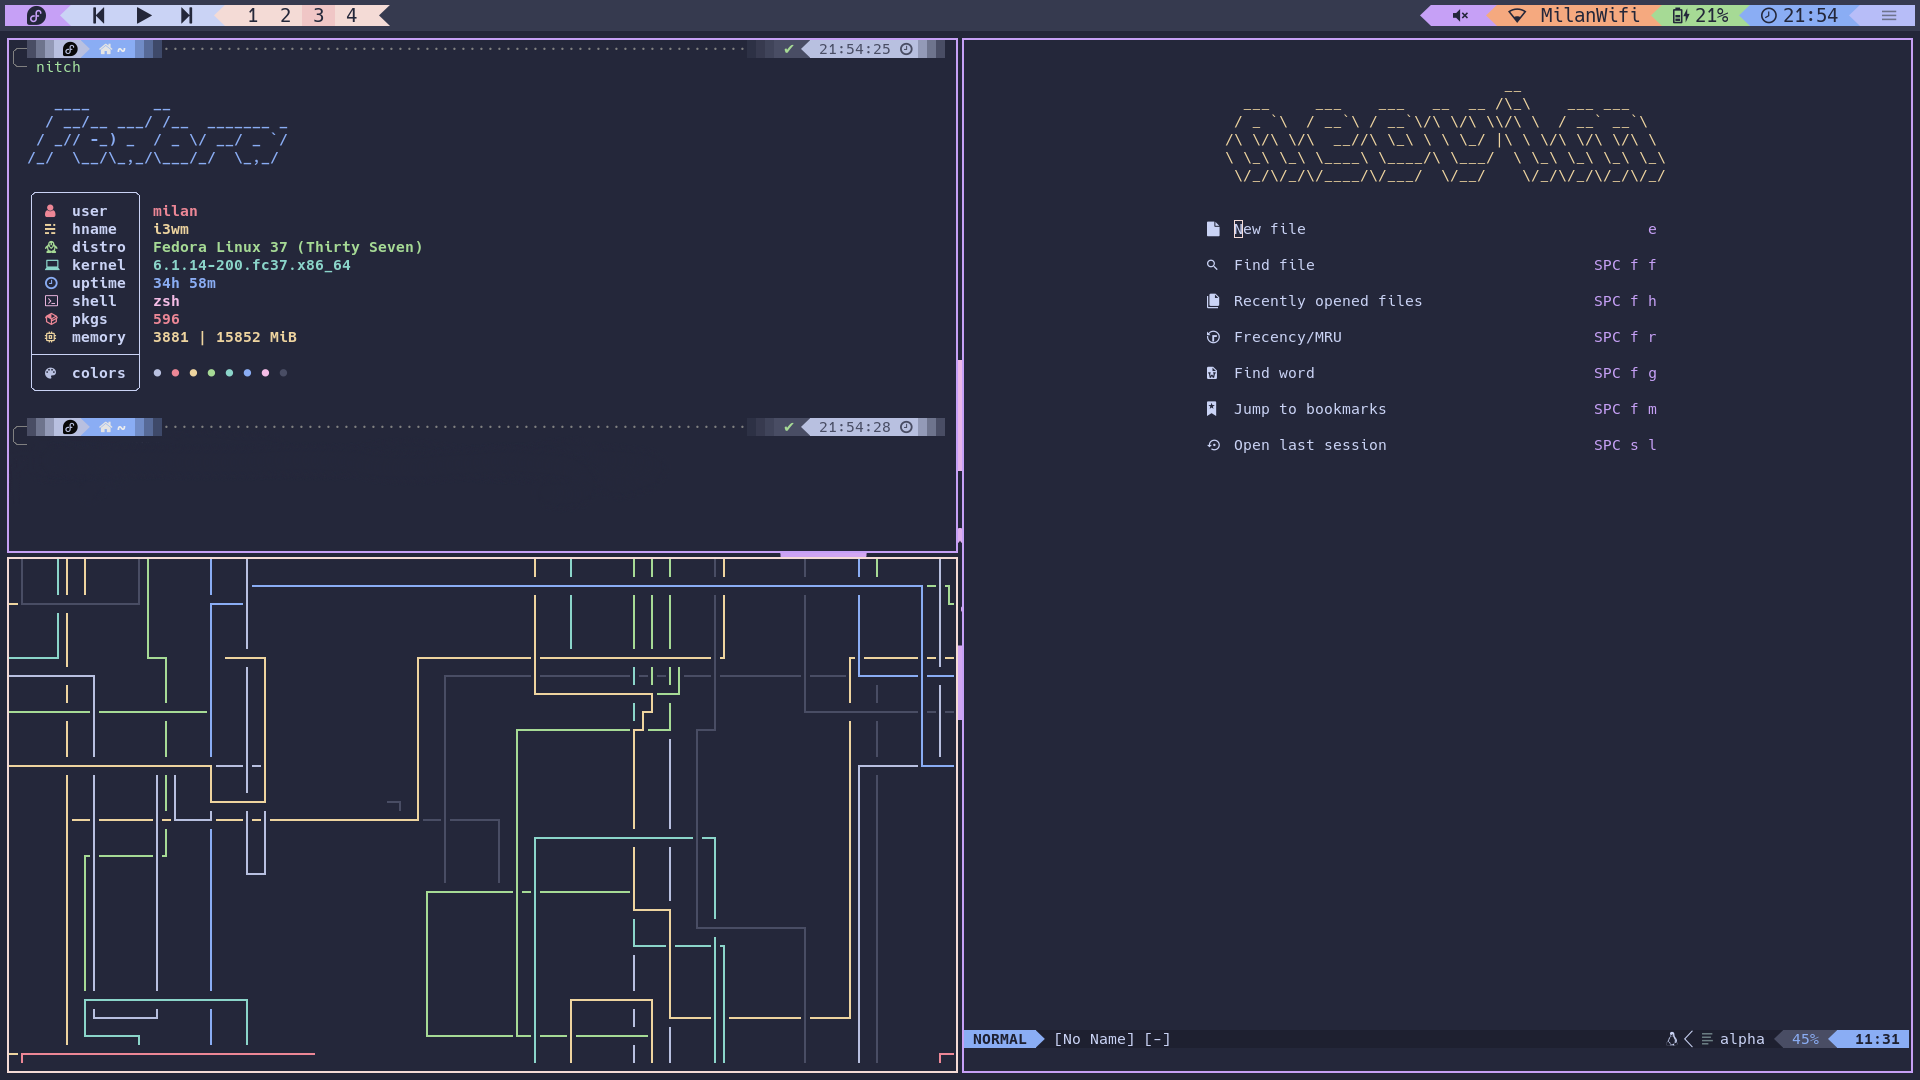 1 2 3 4
MilanWifi 21% 21:54
~ ✔ 21:54:25
nitch
Fedora
user milan
hname i3wm
distro Fedora Linux 37 (Thirty Seven)
kernel 6.1.14-200.fc37.x86_64
uptime 34h 58m
shell zsh
pkgs 596
memory 3881 | 15852 MiB
colors
~ ✔ 21:54:28
neovim
New file e
Find file SPC f f
Recently opened files SPC f h
Frecency/MRU SPC f r
Find word SPC f g
Jump to bookmarks SPC f m
Open last session SPC s l
NORMAL [No Name] [-] alpha 45% 11:31